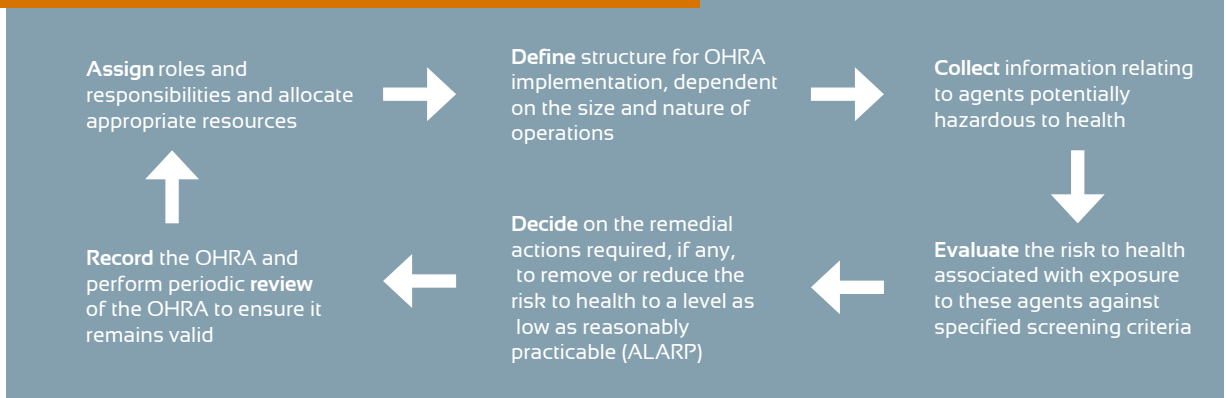 Assign roles and
responsibilities and allocate
appropriate resources
Define structure for OHRA
implementation, dependent
on the size and nature of
operations
Collect information relating
to agents potentially
hazardous to health
Evaluate the risk to health
associated with exposure
to these agents against
specified screening criteria
Decide on the remedial
actions required, if any,
to remove or reduce the
risk to health to a level as
low as reasonably
practicable (ALARP)
Record the OHRA and
perform periodic review
of the OHRA to ensure it
remains valid